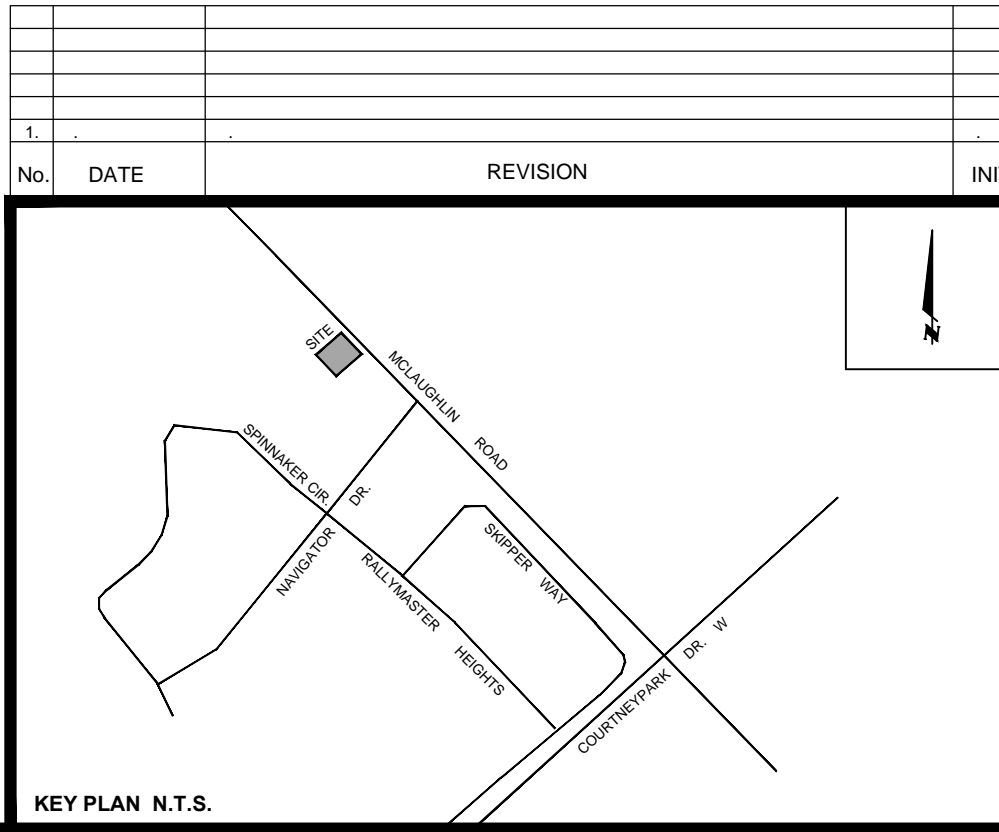 1. . . .
No. DATE REVISION INI
SITE
MCLAUGHLIN ROAD
SPINNAKER CIR.
NAVIGATOR DR.
SKIPPER WAY
RALLYMASTER HEIGHTS
COURTNEYPARK DR. W
N
KEY PLAN N.T.S.